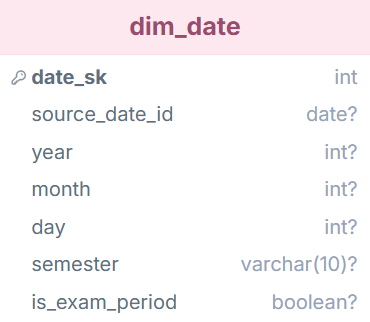 dim_date
date_sk int
source_date_id date?
year int?
month int?
day int?
semester varchar(10)?
is_exam_period boolean?